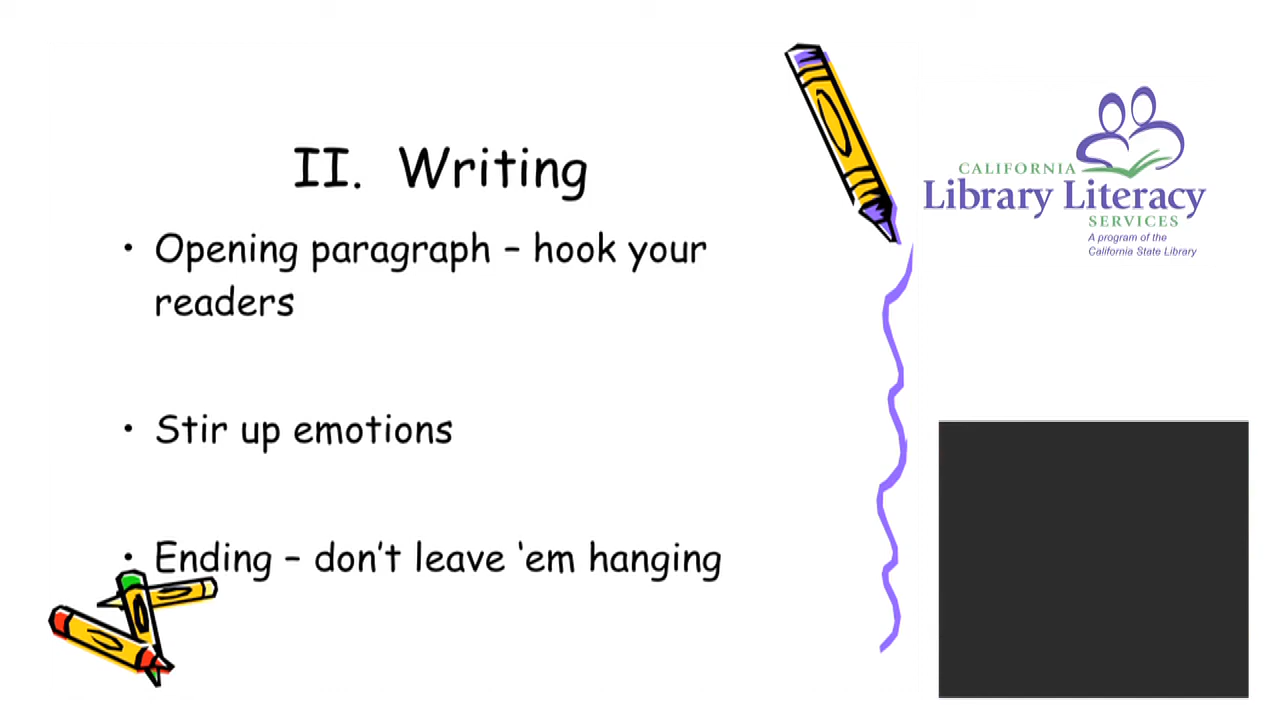 II. Writing
• Opening paragraph – hook your
readers
• Stir up emotions
• Ending – don’t leave ‘em hanging
CALIFORNIA
Library Literacy
SERVICES
A program of the
California State Library